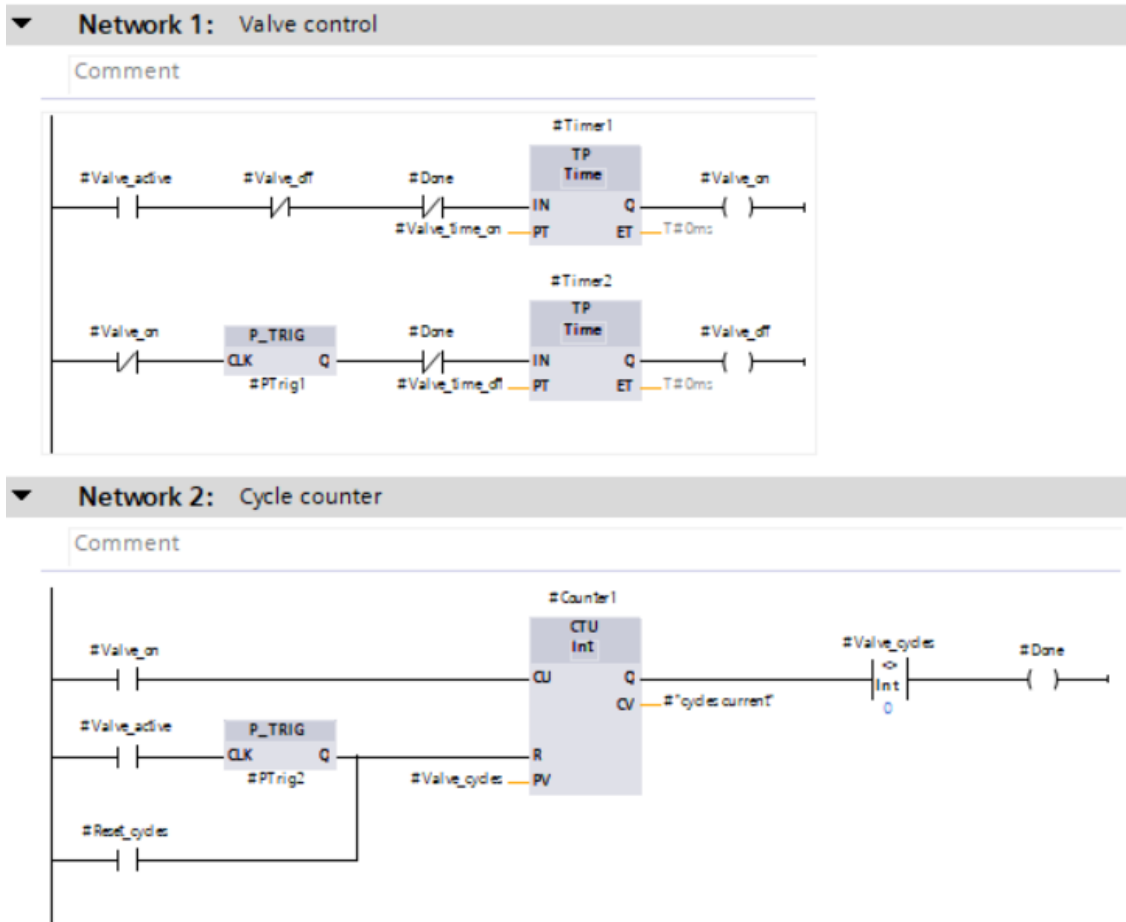 Network 1: Valve control
Comment
#Timer1
TP
Time
#Valve_active #Valve_off #Done #Valve_on
IN Q
#Valve_time_on PT ET T#0ms
#Timer2
TP
Time
#Valve_on P_TRIG #Done #Valve_off
CLK Q IN Q
#PTrig1 #Valve_time_off PT ET T#0ms
Network 2: Cycle counter
Comment
#Counter1
CTU
Int
#Valve_on #Valve_cycles #Done
<>
CU Q Int
CV #"cycles current" 0
#Valve_active P_TRIG
CLK Q R
#PTrig2 #Valve_cycles PV
#Reset_cycles